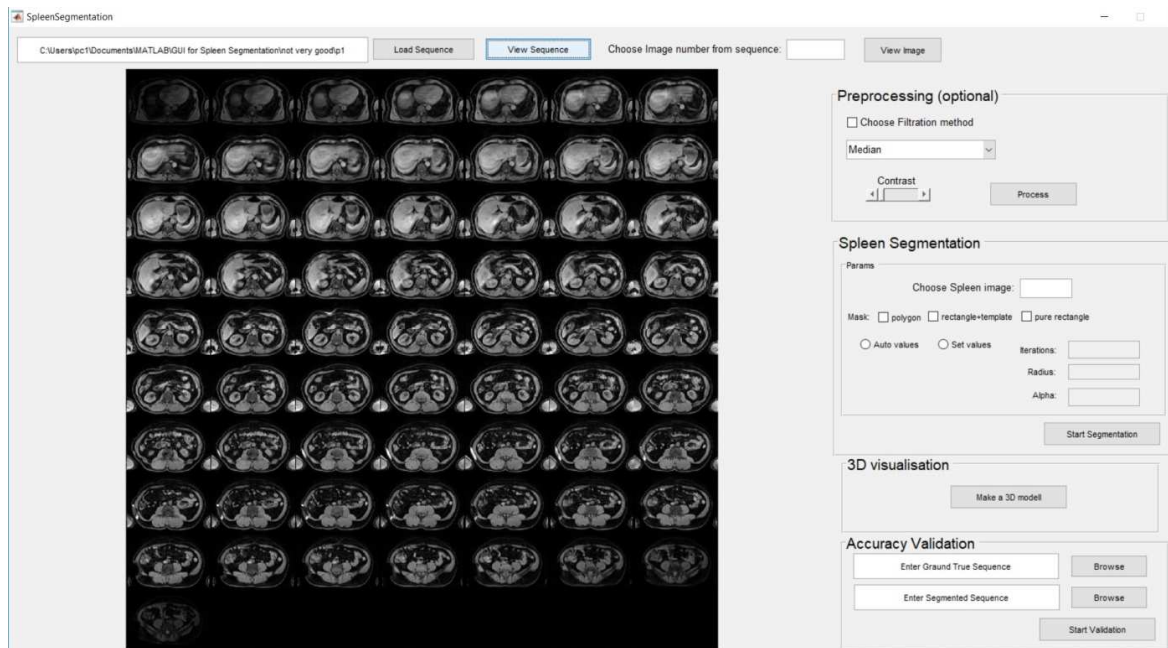 SpleenSegmentation
C:\Users\pc1\Documents\MATLAB\GUI for Spleen Segmentation\not very good\p1
Load Sequence
View Sequence
Choose Image number from sequence:
View Image
Preprocessing (optional)
Choose Filtration method
Median
Contrast
Process
Spleen Segmentation
Params
Choose Spleen image:
Mask: polygon rectangle+template pure rectangle
Auto values Set values
Iterations:
Radius:
Alpha:
Start Segmentation
3D visualisation
Make a 3D modell
Accuracy Validation
Enter Graund True Sequence
Browse
Enter Segmented Sequence
Browse
Start Validation